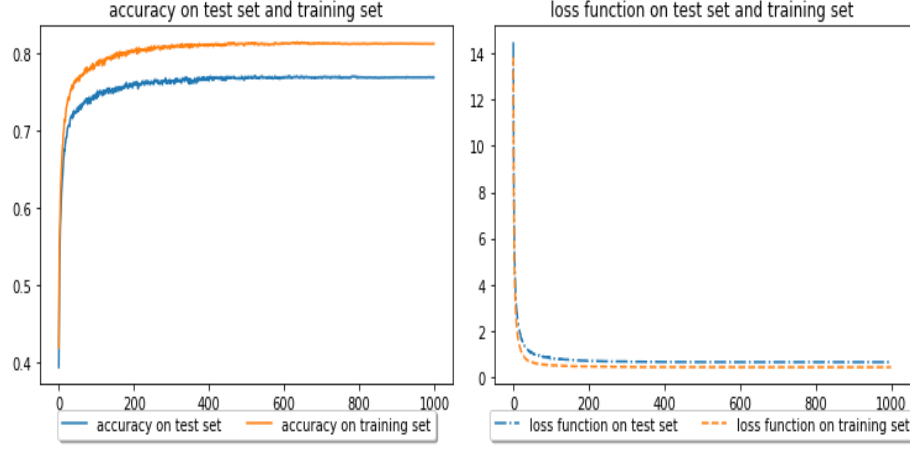 accuracy on test set and training set
0.8
0.7
0.6
0.5
0.4
0 200 400 600 800 1000
accuracy on test set accuracy on training set
loss function on test set and training set
14
12
10
8
6
4
2
0
0 200 400 600 800 1000
loss function on test set loss function on training set